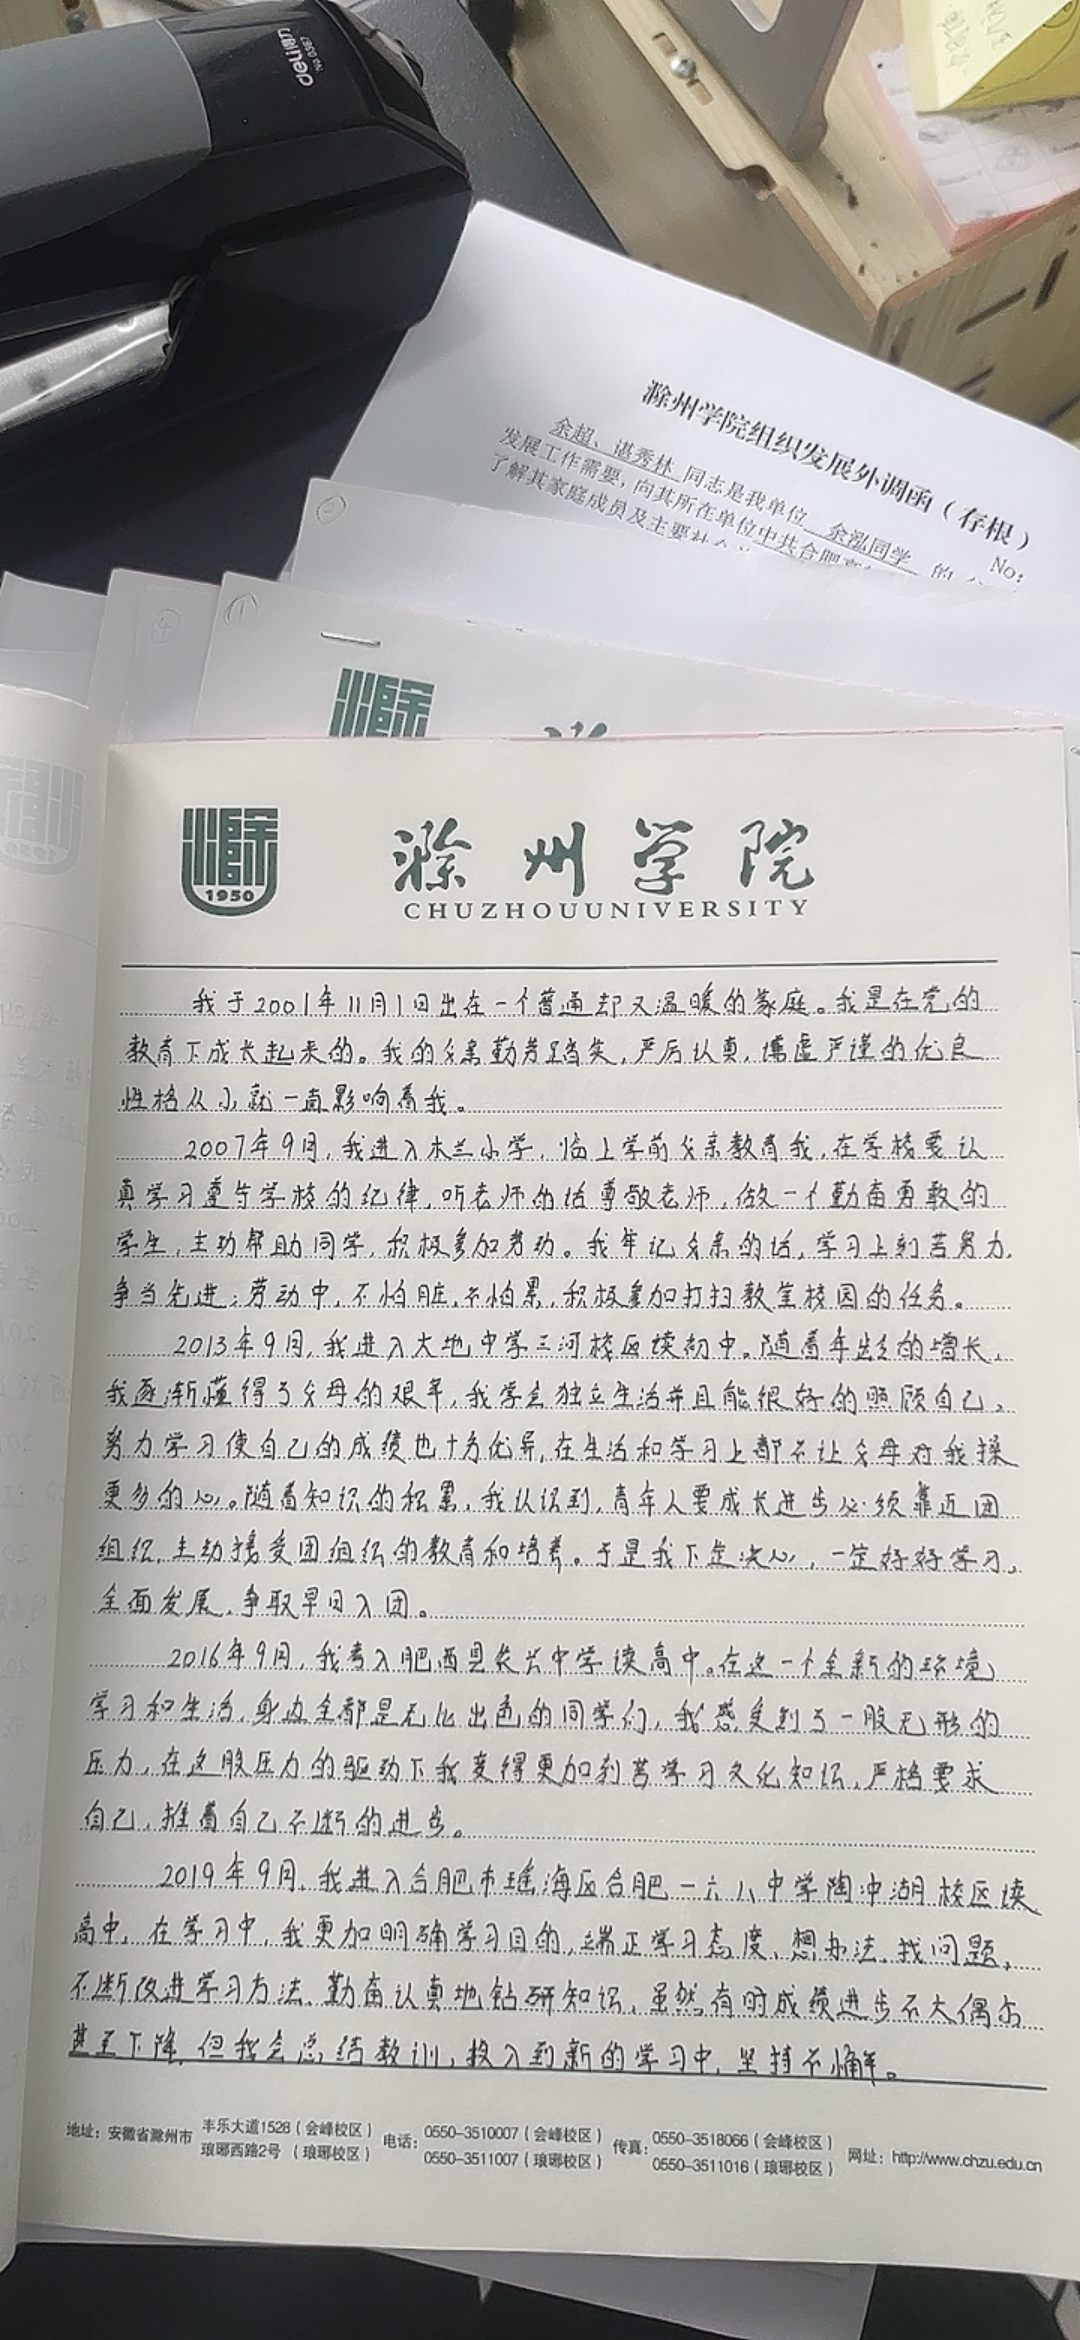 deli得力
No.0367
滁州学院组织发展外调函(存根)
No:
余超、谌秀林 同志是我单位 余泓同学 的
发展工作需要,向其所在单位中共合肥
了解其家庭成员及主要社会
②
①
4
1950
滁州学院
CHUZHOUUNIVERSITY
我于2001年11月1日出在一个普通却又温暖的家庭。我是在党的
教育下成长起来的。我的父亲勤劳踏实,严厉认真,谦虚严谨的优良
性格从小就一直影响着我。
2007年9月,我进入木兰小学,临上学前父亲教育我,在学校要认
真学习遵守学校的纪律,听老师的话尊敬老师,做一个勤奋勇敢的
学生,主动帮助同学,积极参加劳动。我牢记父亲的话,学习上刻苦努力,
争当先进;劳动中,不怕脏,不怕累,积极参加打扫教室校园的任务。
2013年9月,我进入大地中学三河校区读初中。随着年龄的增长,
我逐渐懂得了父母的艰辛,我学会独立生活并且能很好的照顾自己,
努力学习使自己的成绩也十分优异,在生活和学习上都不让父母对我操
更多的心。随着知识的积累,我认识到,青年人要成长进步必须靠近团
组织,主动接受团组织的教育和培养。于是我下定决心,一定好好学习,
全面发展,争取早日入团。
2016年9月,我考入肥西县农兴中学读高中。在这一个全新的环境
学习和生活,身边全都是无比出色的同学们,我感受到了一股无形的
压力,在这股压力的驱动下我变得更加刻苦学习文化知识,严格要求
自己,推着自己不断的进步。
2019年9月,我进入合肥市瑶海区合肥一六八中学陶冲湖校区读
高中,在学习中,我更加明确学习目的,端正学习态度、想办法,找问题,
不断改进学习方法,勤奋认真地钻研知识,虽然有时成绩进步不大偶尔
甚至下降,但我会总结教训,投入到新的学习中,坚持不懈。
地址:安徽省滁州市 丰乐大道1528(会峰校区) 电话:0550-3510007(会峰校区) 传真:0550-3518066(会峰校区) 网址:http://www.chzu.edu.cn
琅琊西路2号 (琅琊校区) 0550-3511007(琅琊校区) 0550-3511016(琅琊校区)